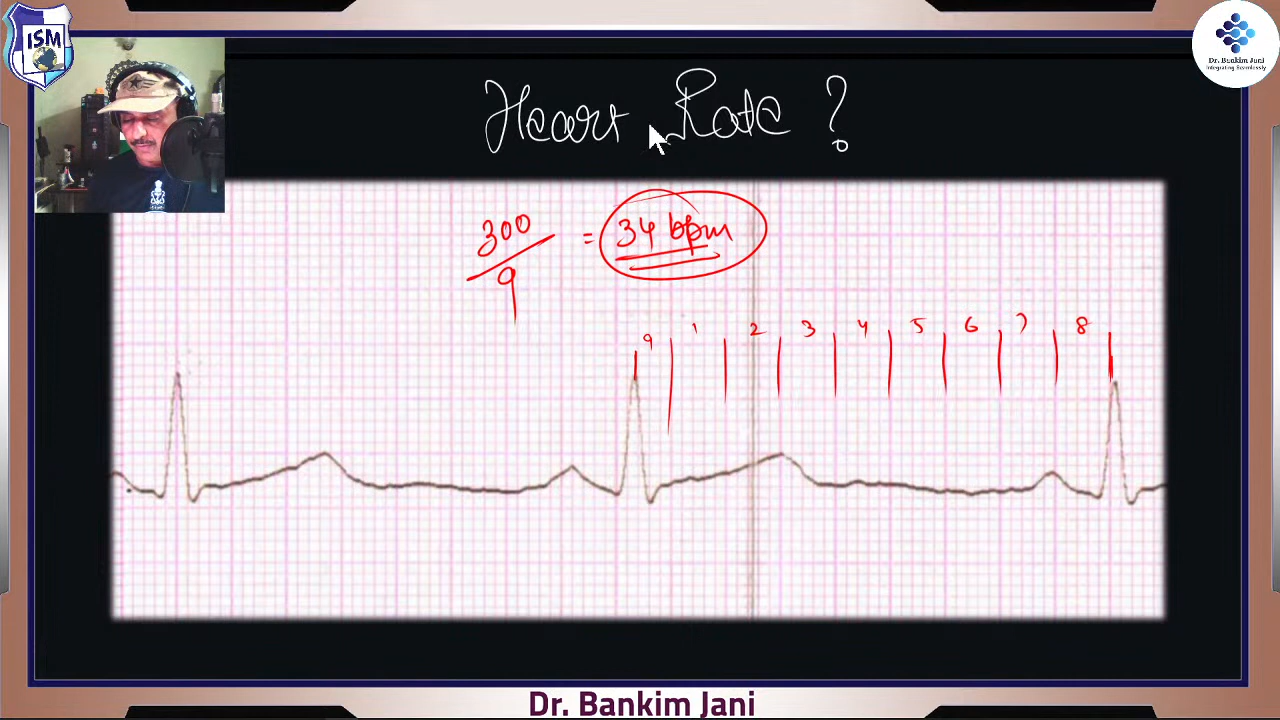 ISM
Dr. Bankim Jani
Integrating Seamlessly
Heart Rate ?
300
9
= 34 bpm
9 1 2 3 4 5 6 7 8
Dr. Bankim Jani